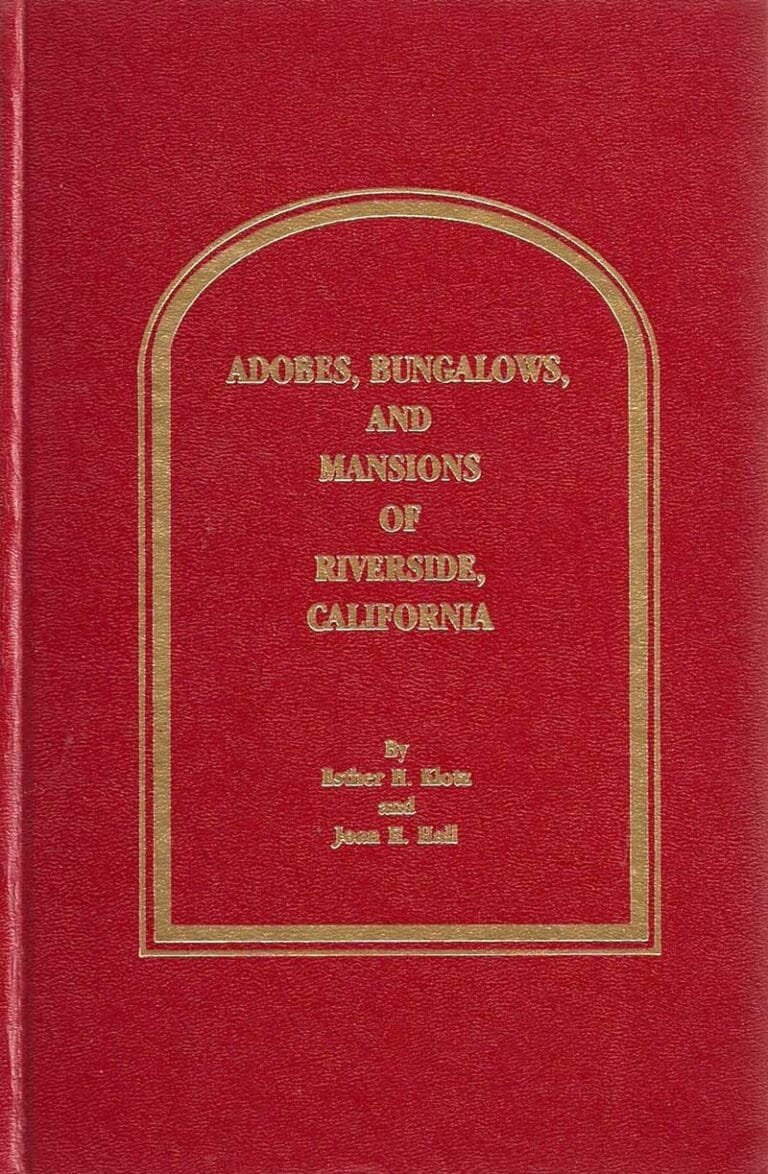 ADOBES, BUNGALOWS,
AND
MANSIONS
OF
RIVERSIDE,
CALIFORNIA
By
Esther H. Klotz
and
Joan H. Hall